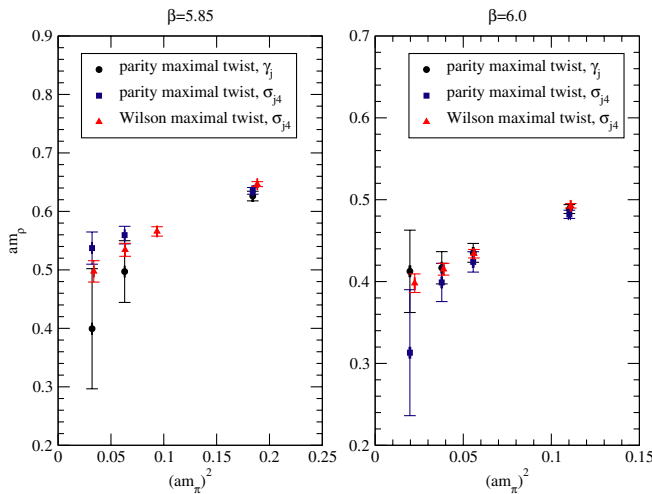 β=5.85
β=6.0
parity maximal twist, γj
parity maximal twist, σj4
Wilson maximal twist, σj4
parity maximal twist, γj
parity maximal twist, σj4
Wilson maximal twist, σj4
amρ
0.9
0.8
0.7
0.6
0.5
0.4
0.3
0.2
0.7
0.6
0.5
0.4
0.3
0.2
0 0.05 0.1 0.15 0.2 0.25
0 0.05 0.1 0.15
(amπ)2
(amπ)2